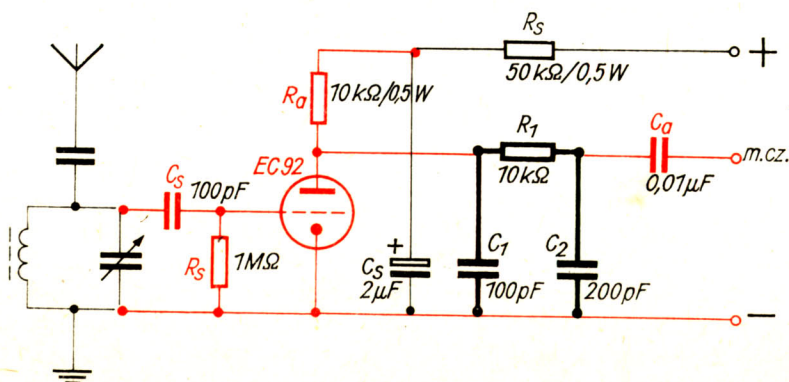 R_S
50kΩ/0,5W
+
R_a
10kΩ/0,5W
C_S
100pF
EC92
R_1
10kΩ
C_a
0,01µF
m.cz.
R_S
1MΩ
+
C_S
2µF
C_1
100pF
C_2
200pF
−